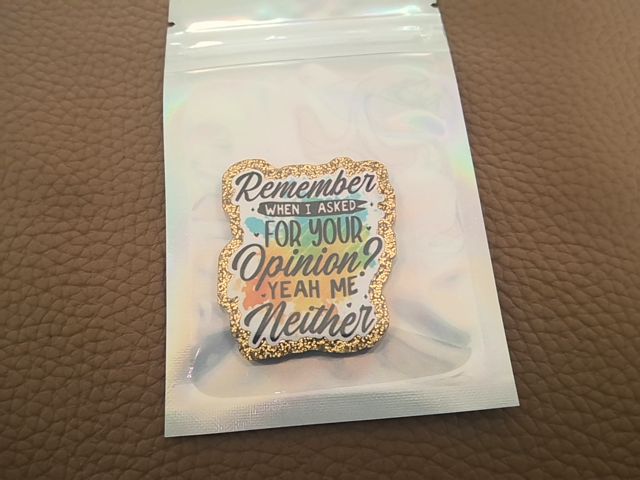 Remember
WHEN I ASKED
FOR YOUR
Opinion?
YEAH ME
Neither